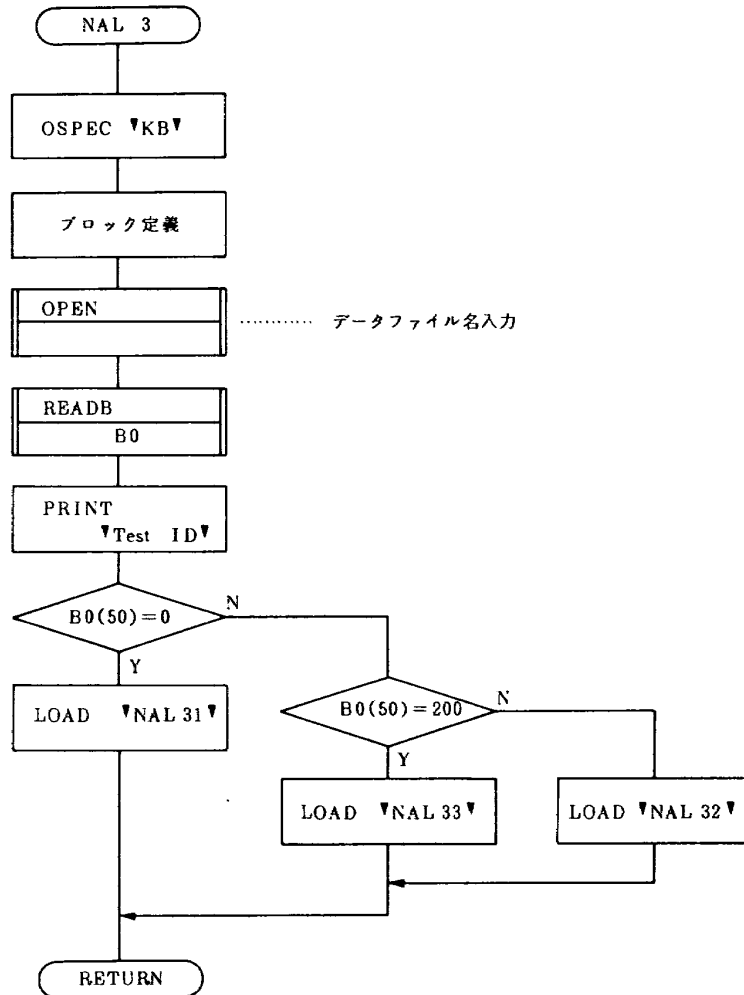 NAL 3
OSPEC ▼KB▼
ブロック定義
OPEN
………… データファイル名入力
READB
B0
PRINT
▼Test ID▼
B0(50)=0
N
Y
B0(50)=200
N
LOAD ▼NAL 31▼
Y
LOAD ▼NAL 33▼
LOAD ▼NAL 32▼
RETURN